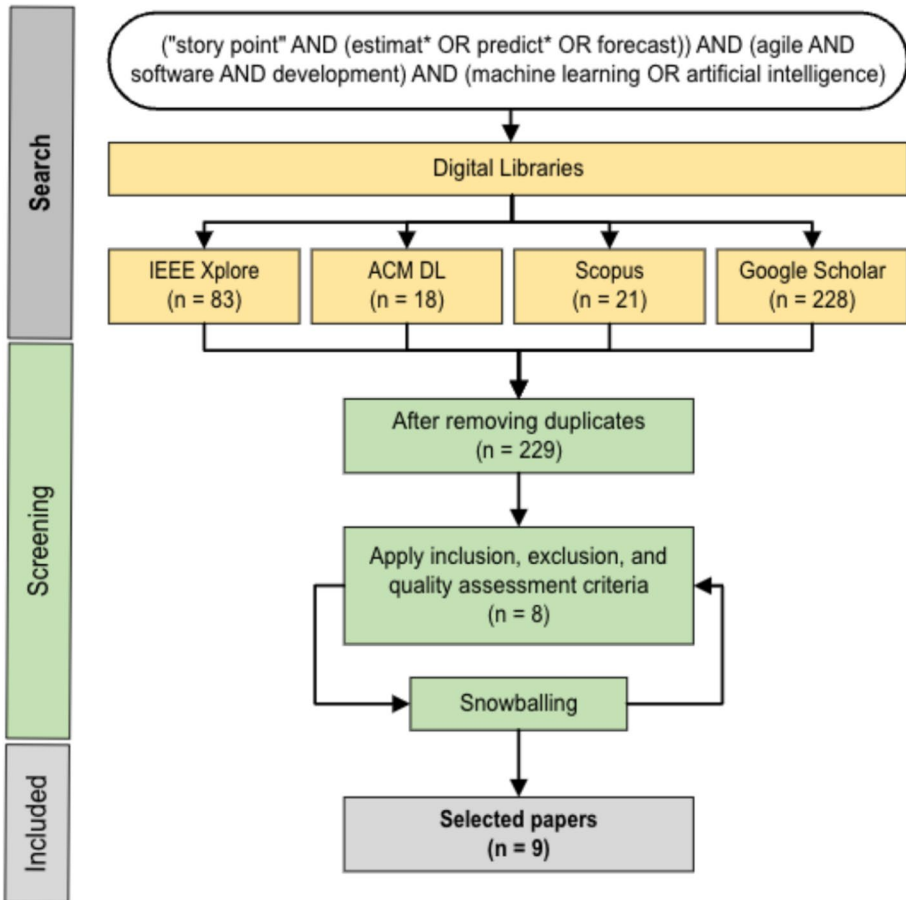 ("story point" AND (estimat* OR predict* OR forecast)) AND (agile AND
software AND development) AND (machine learning OR artificial intelligence)
Search
Digital Libraries
IEEE Xplore
(n = 83)
ACM DL
(n = 18)
Scopus
(n = 21)
Google Scholar
(n = 228)
Screening
After removing duplicates
(n = 229)
Apply inclusion, exclusion, and
quality assessment criteria
(n = 8)
Snowballing
Included
Selected papers
(n = 9)